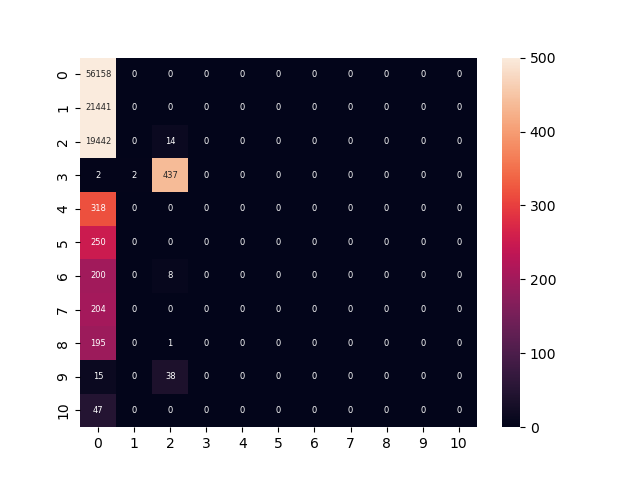 0 56158 0 0 0 0 0 0 0 0 0 0
1 21441 0 0 0 0 0 0 0 0 0 0
2 19442 0 14 0 0 0 0 0 0 0 0
3 2 2 437 0 0 0 0 0 0 0 0
4 318 0 0 0 0 0 0 0 0 0 0
5 250 0 0 0 0 0 0 0 0 0 0
6 200 0 8 0 0 0 0 0 0 0 0
7 204 0 0 0 0 0 0 0 0 0 0
8 195 0 1 0 0 0 0 0 0 0 0
9 15 0 38 0 0 0 0 0 0 0 0
10 47 0 0 0 0 0 0 0 0 0 0
0 1 2 3 4 5 6 7 8 9 10
500
400
300
200
100
0